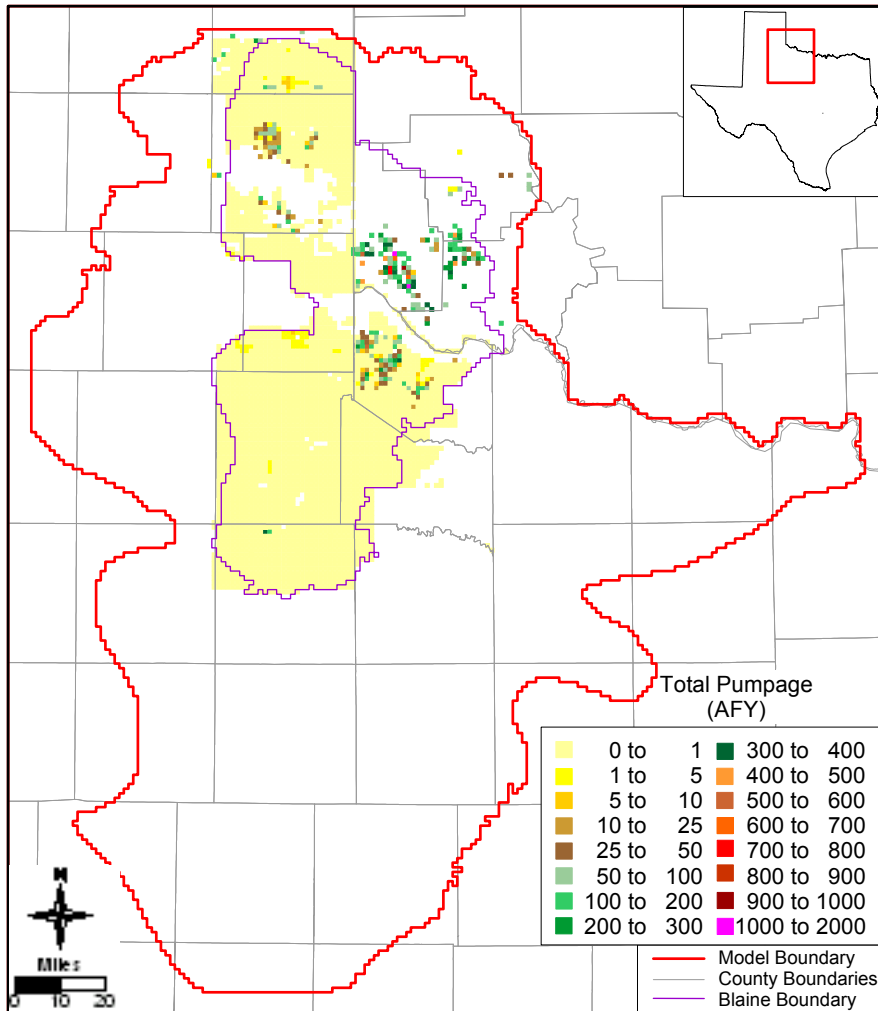 Total Pumpage
(AFY)
0 to 1 300 to 400
1 to 5 400 to 500
5 to 10 500 to 600
10 to 25 600 to 700
25 to 50 700 to 800
50 to 100 800 to 900
100 to 200 900 to 1000
200 to 300 1000 to 2000
N
Miles
0 10 20
Model Boundary
County Boundaries
Blaine Boundary